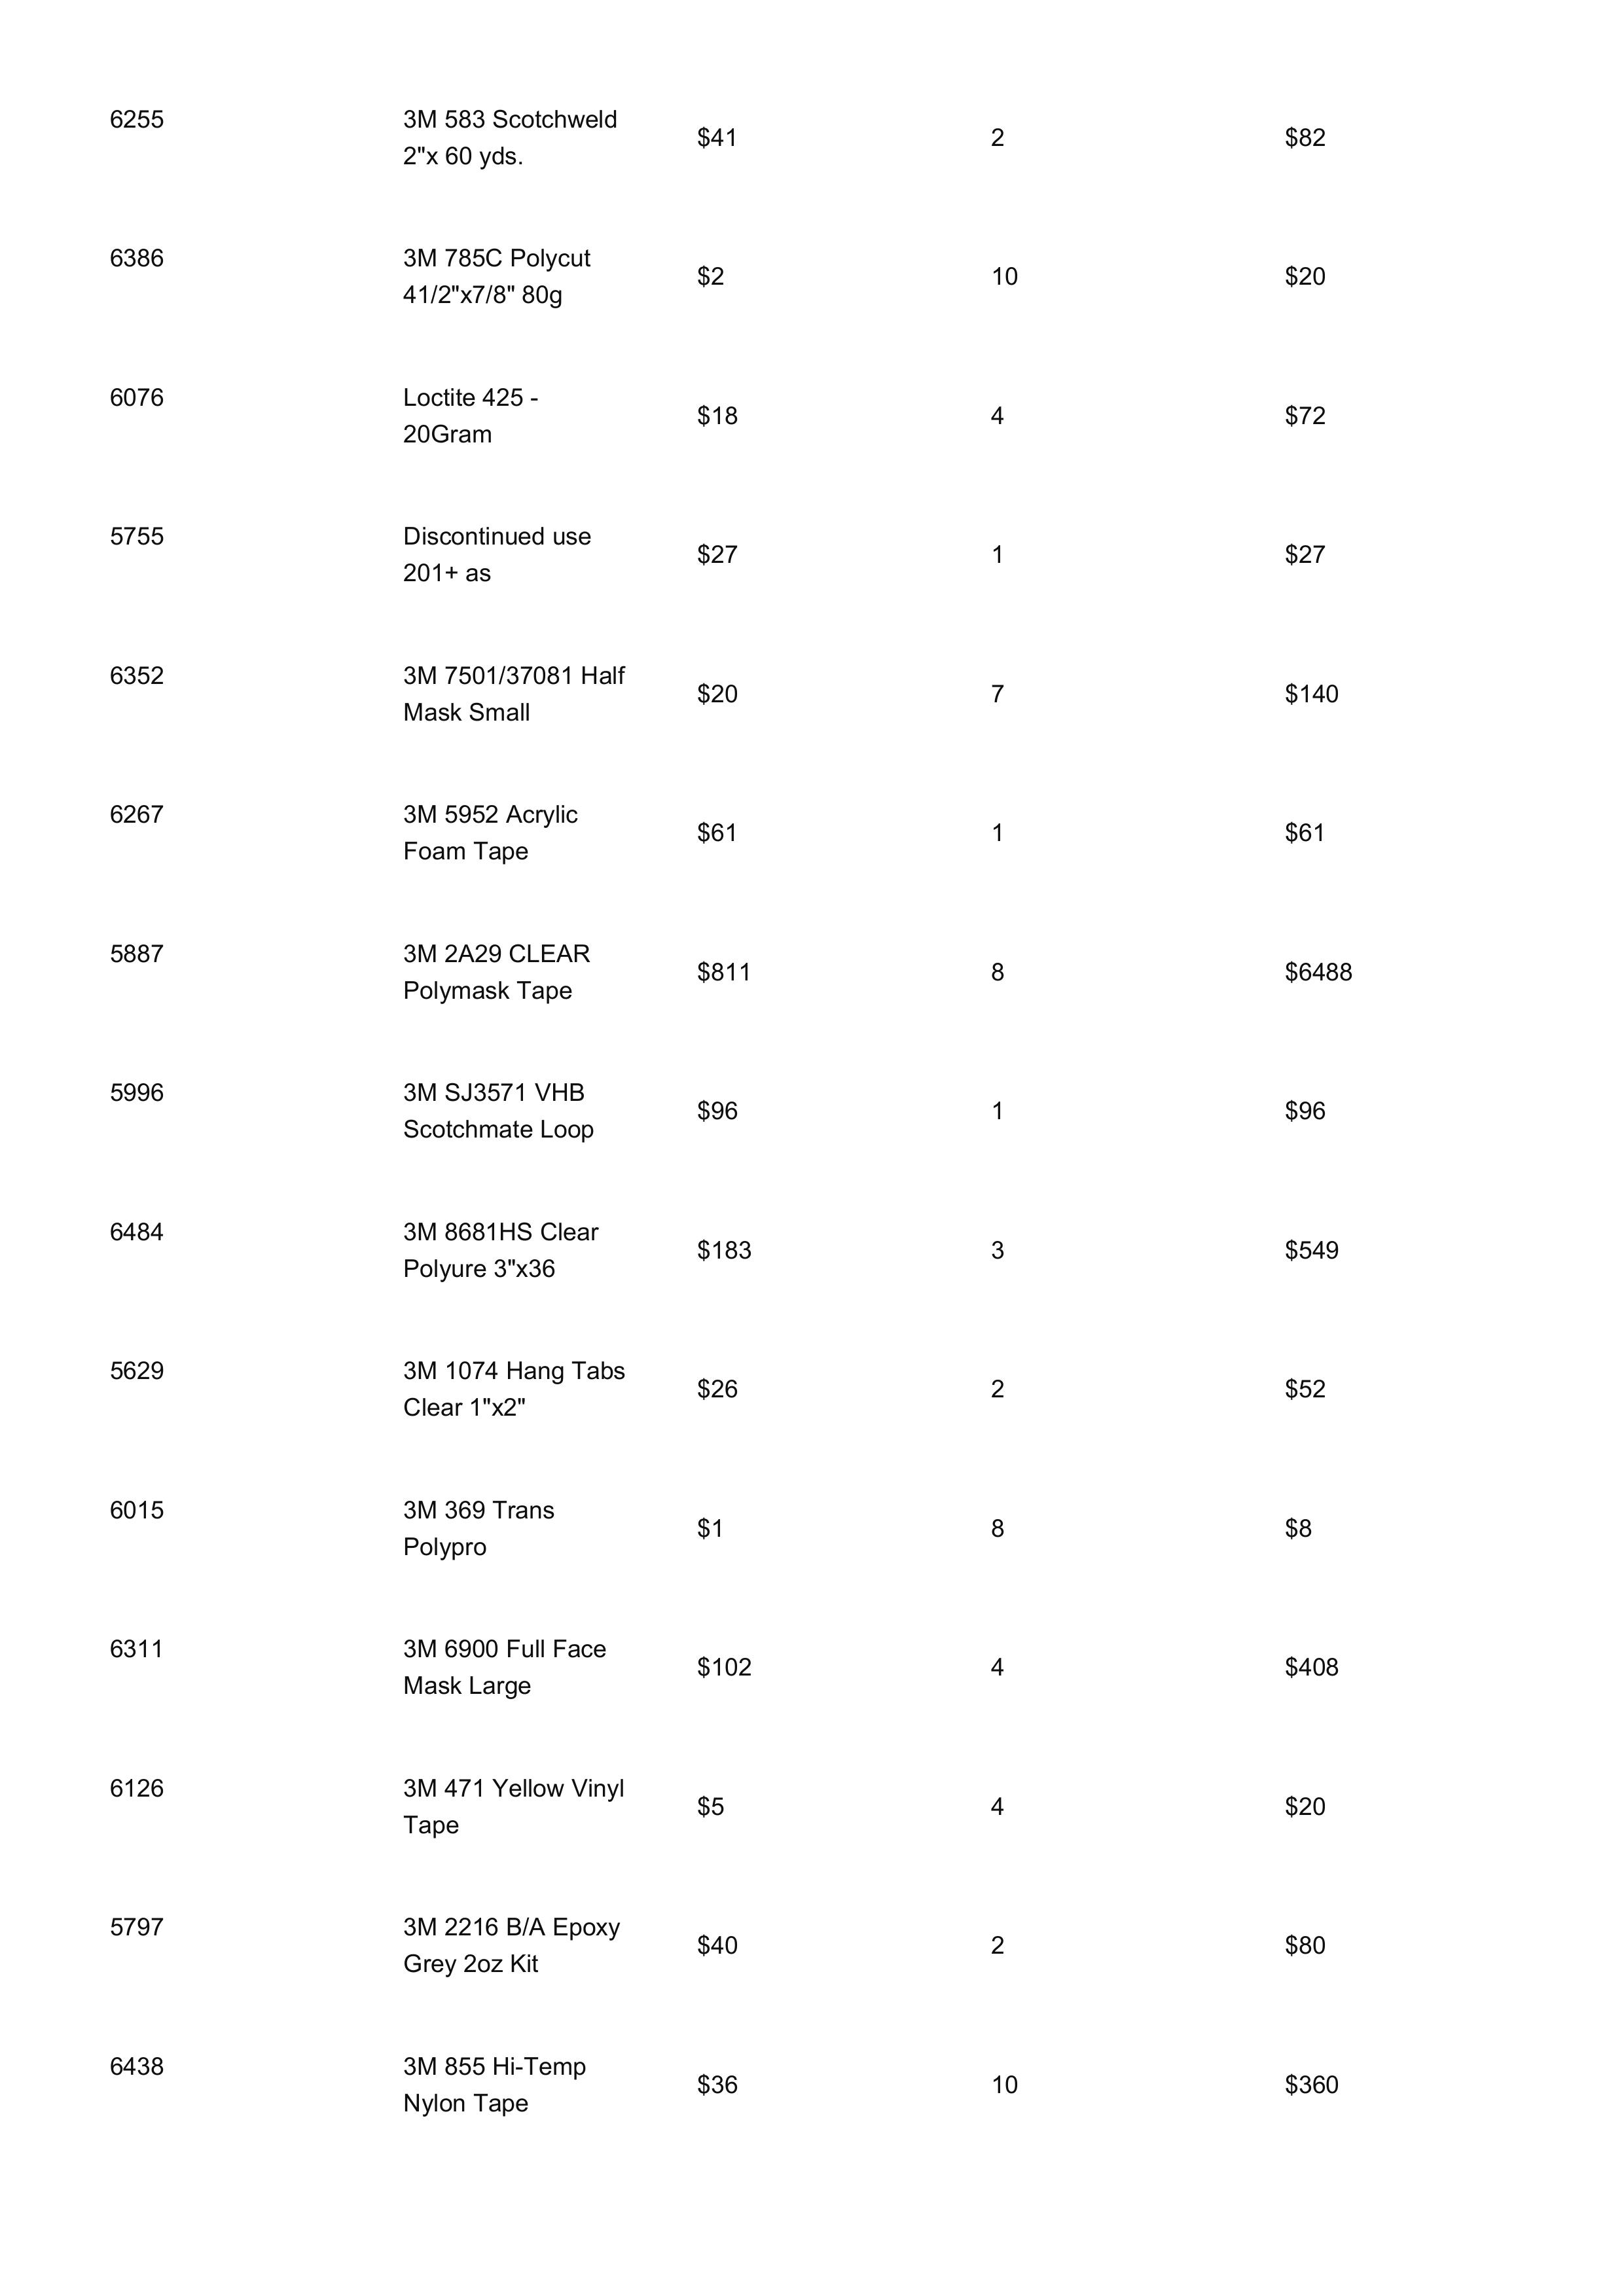 6255 3M 583 Scotchweld $41 2 $82
2"x 60 yds.
6386 3M 785C Polycut $2 10 $20
41/2"x7/8" 80g
6076 Loctite 425 - $18 4 $72
20Gram
5755 Discontinued use $27 1 $27
201+ as
6352 3M 7501/37081 Half $20 7 $140
Mask Small
6267 3M 5952 Acrylic $61 1 $61
Foam Tape
5887 3M 2A29 CLEAR $811 8 $6488
Polymask Tape
5996 3M SJ3571 VHB $96 1 $96
Scotchmate Loop
6484 3M 8681HS Clear $183 3 $549
Polyure 3"x36
5629 3M 1074 Hang Tabs $26 2 $52
Clear 1"x2"
6015 3M 369 Trans $1 8 $8
Polypro
6311 3M 6900 Full Face $102 4 $408
Mask Large
6126 3M 471 Yellow Vinyl $5 4 $20
Tape
5797 3M 2216 B/A Epoxy $40 2 $80
Grey 2oz Kit
6438 3M 855 Hi-Temp $36 10 $360
Nylon Tape